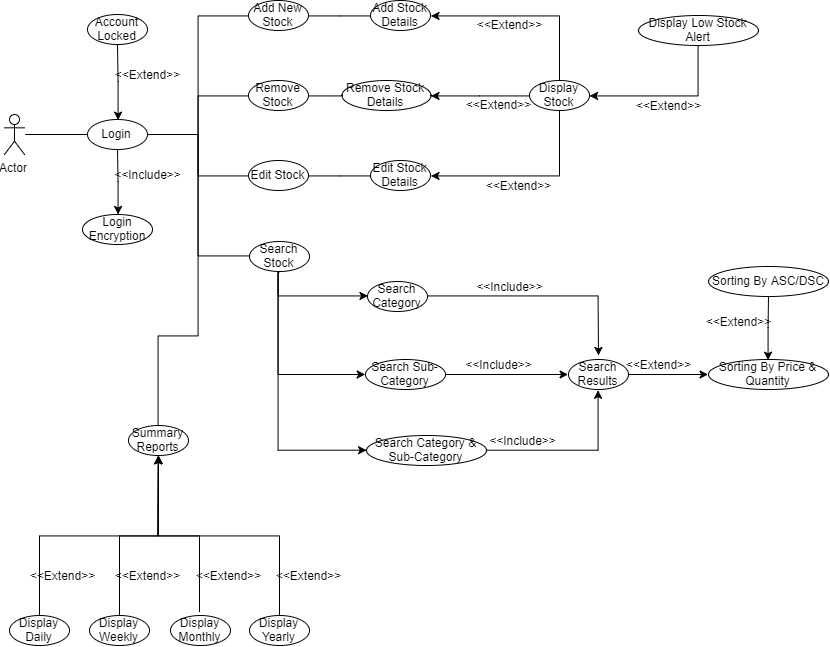 Account
Locked
Add New
Stock
Add Stock
Details
<<Extend>>
Display Low Stock
Alert
<<Extend>>
Remove
Stock
Remove Stock
Details
<<Extend>>
Display
Stock
<<Extend>>
Actor
Login
<<Include>>
Edit Stock
Edit Stock
Details
<<Extend>>
Login
Encryption
Search
Stock
Search
Category
<<Include>>
Sorting By ASC/DSC
<<Extend>>
Search Sub-
Category
<<Include>>
Search
Results
<<Extend>>
Sorting By Price &
Quantity
Search Category &
Sub-Category
<<Include>>
Summary
Reports
<<Extend>>
<<Extend>>
<<Extend>>
<<Extend>>
Display
Daily
Display
Weekly
Display
Monthly
Display
Yearly